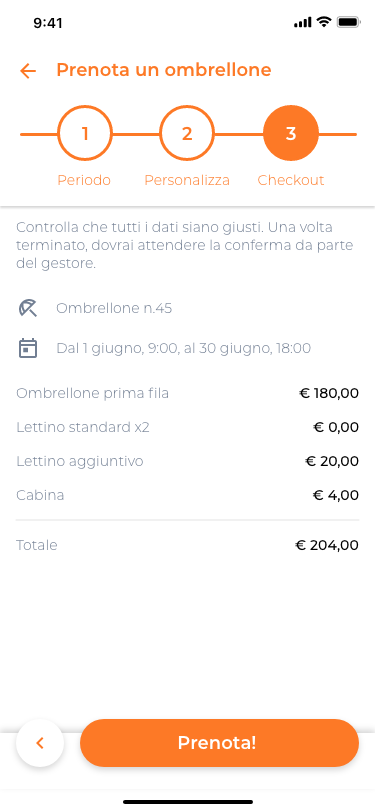 9:41
Prenota un ombrellone
1
2
3
Periodo
Personalizza
Checkout
Controlla che tutti i dati siano giusti. Una volta
terminato, dovrai attendere la conferma da parte
del gestore.
Ombrellone n.45
Dal 1 giugno, 9:00, al 30 giugno, 18:00
Ombrellone prima fila € 180,00
Lettino standard x2 € 0,00
Lettino aggiuntivo € 20,00
Cabina € 4,00
Totale € 204,00
Prenota!